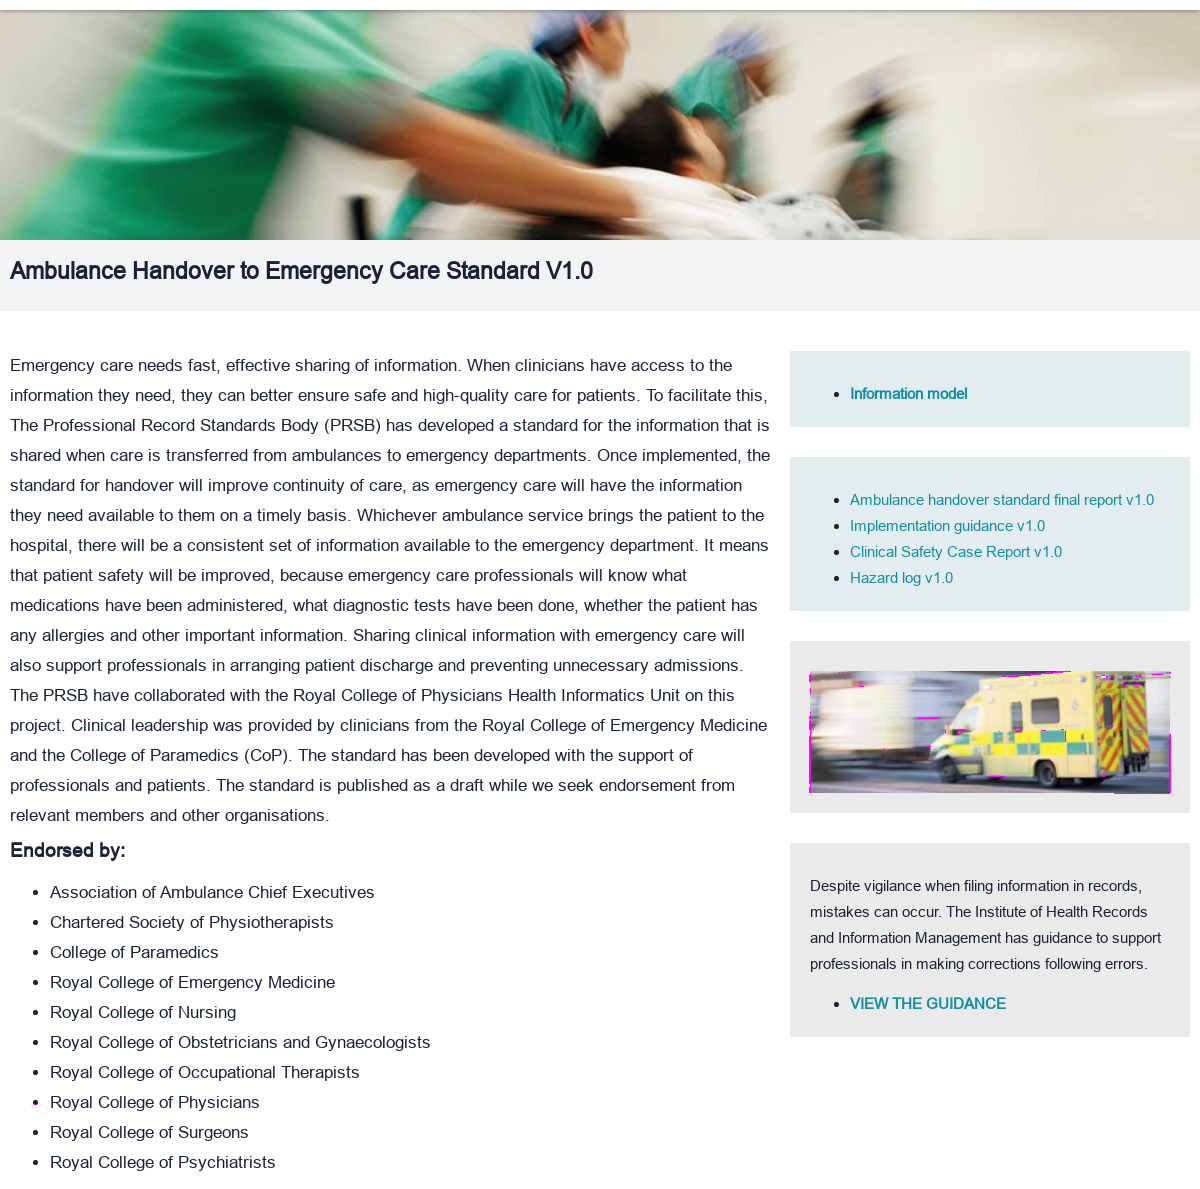 Ambulance Handover to Emergency Care Standard V1.0
Emergency care needs fast, effective sharing of information. When clinicians have access to the
information they need, they can better ensure safe and high-quality care for patients. To facilitate this,
The Professional Record Standards Body (PRSB) has developed a standard for the information that is
shared when care is transferred from ambulances to emergency departments. Once implemented, the
standard for handover will improve continuity of care, as emergency care will have the information
they need available to them on a timely basis. Whichever ambulance service brings the patient to the
hospital, there will be a consistent set of information available to the emergency department. It means
that patient safety will be improved, because emergency care professionals will know what
medications have been administered, what diagnostic tests have been done, whether the patient has
any allergies and other important information. Sharing clinical information with emergency care will
also support professionals in arranging patient discharge and preventing unnecessary admissions.
The PRSB have collaborated with the Royal College of Physicians Health Informatics Unit on this
project. Clinical leadership was provided by clinicians from the Royal College of Emergency Medicine
and the College of Paramedics (CoP). The standard has been developed with the support of
professionals and patients. The standard is published as a draft while we seek endorsement from
relevant members and other organisations.
Endorsed by:
Association of Ambulance Chief Executives
Chartered Society of Physiotherapists
College of Paramedics
Royal College of Emergency Medicine
Royal College of Nursing
Royal College of Obstetricians and Gynaecologists
Royal College of Occupational Therapists
Royal College of Physicians
Royal College of Surgeons
Royal College of Psychiatrists
Information model
Ambulance handover standard final report v1.0
Implementation guidance v1.0
Clinical Safety Case Report v1.0
Hazard log v1.0
Despite vigilance when filing information in records,
mistakes can occur. The Institute of Health Records
and Information Management has guidance to support
professionals in making corrections following errors.
VIEW THE GUIDANCE